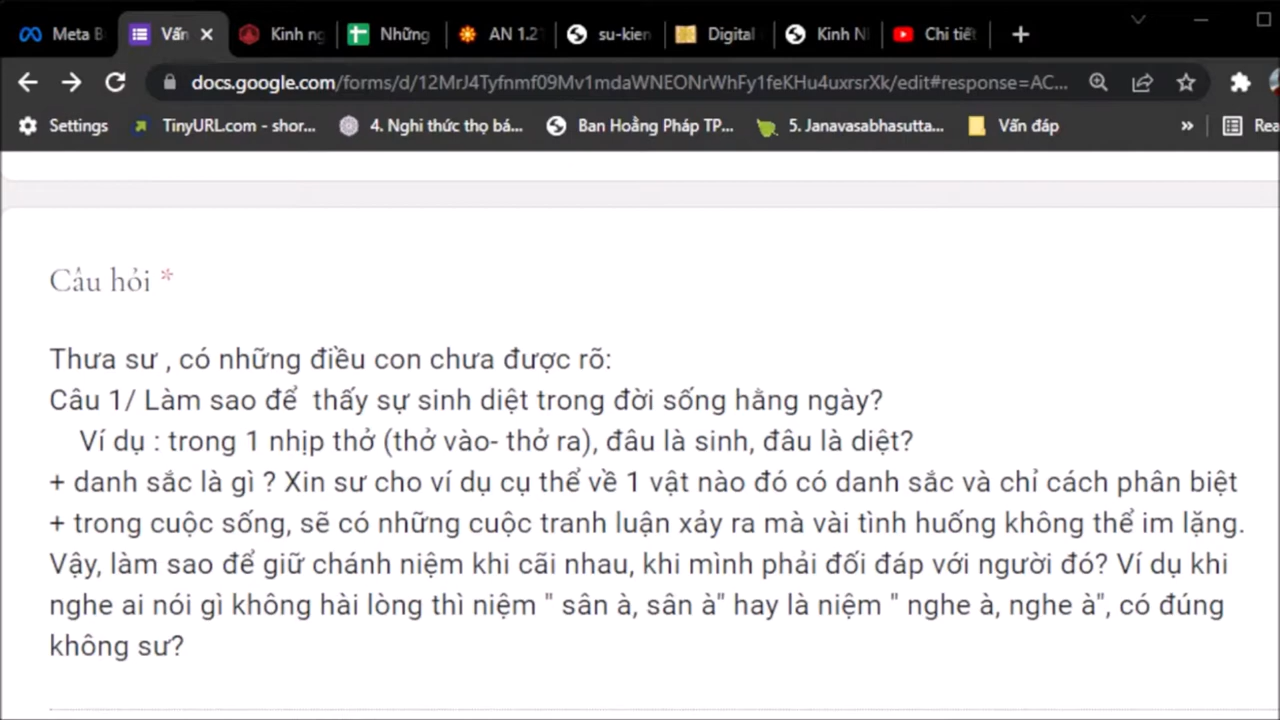 Meta B
Vấn
Kinh ng
Những
AN 1.2
su-kien
Digital
Kinh N
Chi tiết
docs.google.com/forms/d/12MrJ4Tyfnmf09Mv1mdaWNEONrWhFy1feKHu4uxrsrXk/edit#response=AC...
Settings
TinyURL.com - shor...
4. Nghi thức thọ bá...
Ban Hoằng Pháp TP...
5. Janavasabhasutta...
Vấn đáp
»
Rea
Câu hỏi *
Thưa sư , có những điều con chưa được rõ:
Câu 1/ Làm sao để  thấy sự sinh diệt trong đời sống hằng ngày?
Ví dụ : trong 1 nhịp thở (thở vào- thở ra), đâu là sinh, đâu là diệt?
+ danh sắc là gì ? Xin sư cho ví dụ cụ thể về 1 vật nào đó có danh sắc và chỉ cách phân biệt
+ trong cuộc sống, sẽ có những cuộc tranh luận xảy ra mà vài tình huống không thể im lặng.
Vậy, làm sao để giữ chánh niệm khi cãi nhau, khi mình phải đối đáp với người đó? Ví dụ khi
nghe ai nói gì không hài lòng thì niệm " sân à, sân à" hay là niệm " nghe à, nghe à", có đúng
không sư?